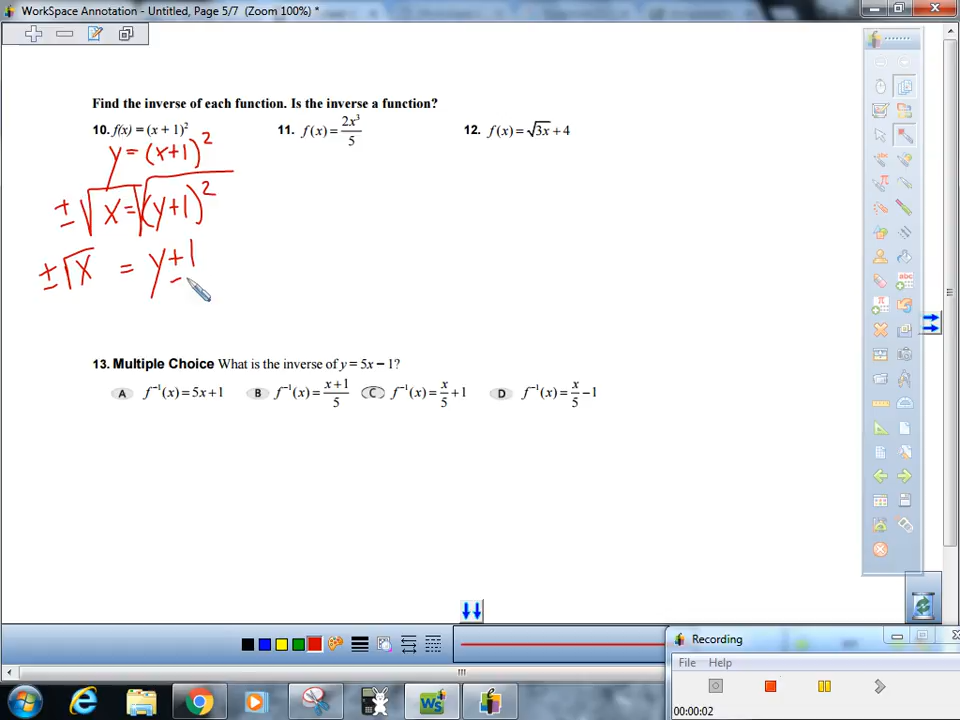 WorkSpace Annotation - Untitled, Page 5/7 (Zoom 100%) *
Find the inverse of each function. Is the inverse a function?
10. f(x) = (x + 1)²
11. f(x) = 2x³/5
12. f(x) = √3x + 4
y = (x+1)²
±√x = √(y+1)²
±√x = y+1
−
13. Multiple Choice What is the inverse of y = 5x − 1?
A f⁻¹(x) = 5x + 1 B f⁻¹(x) = x + 1/5 C f⁻¹(x) = x/5 + 1 D f⁻¹(x) = x/5 − 1
Recording
File Help
00:00:02